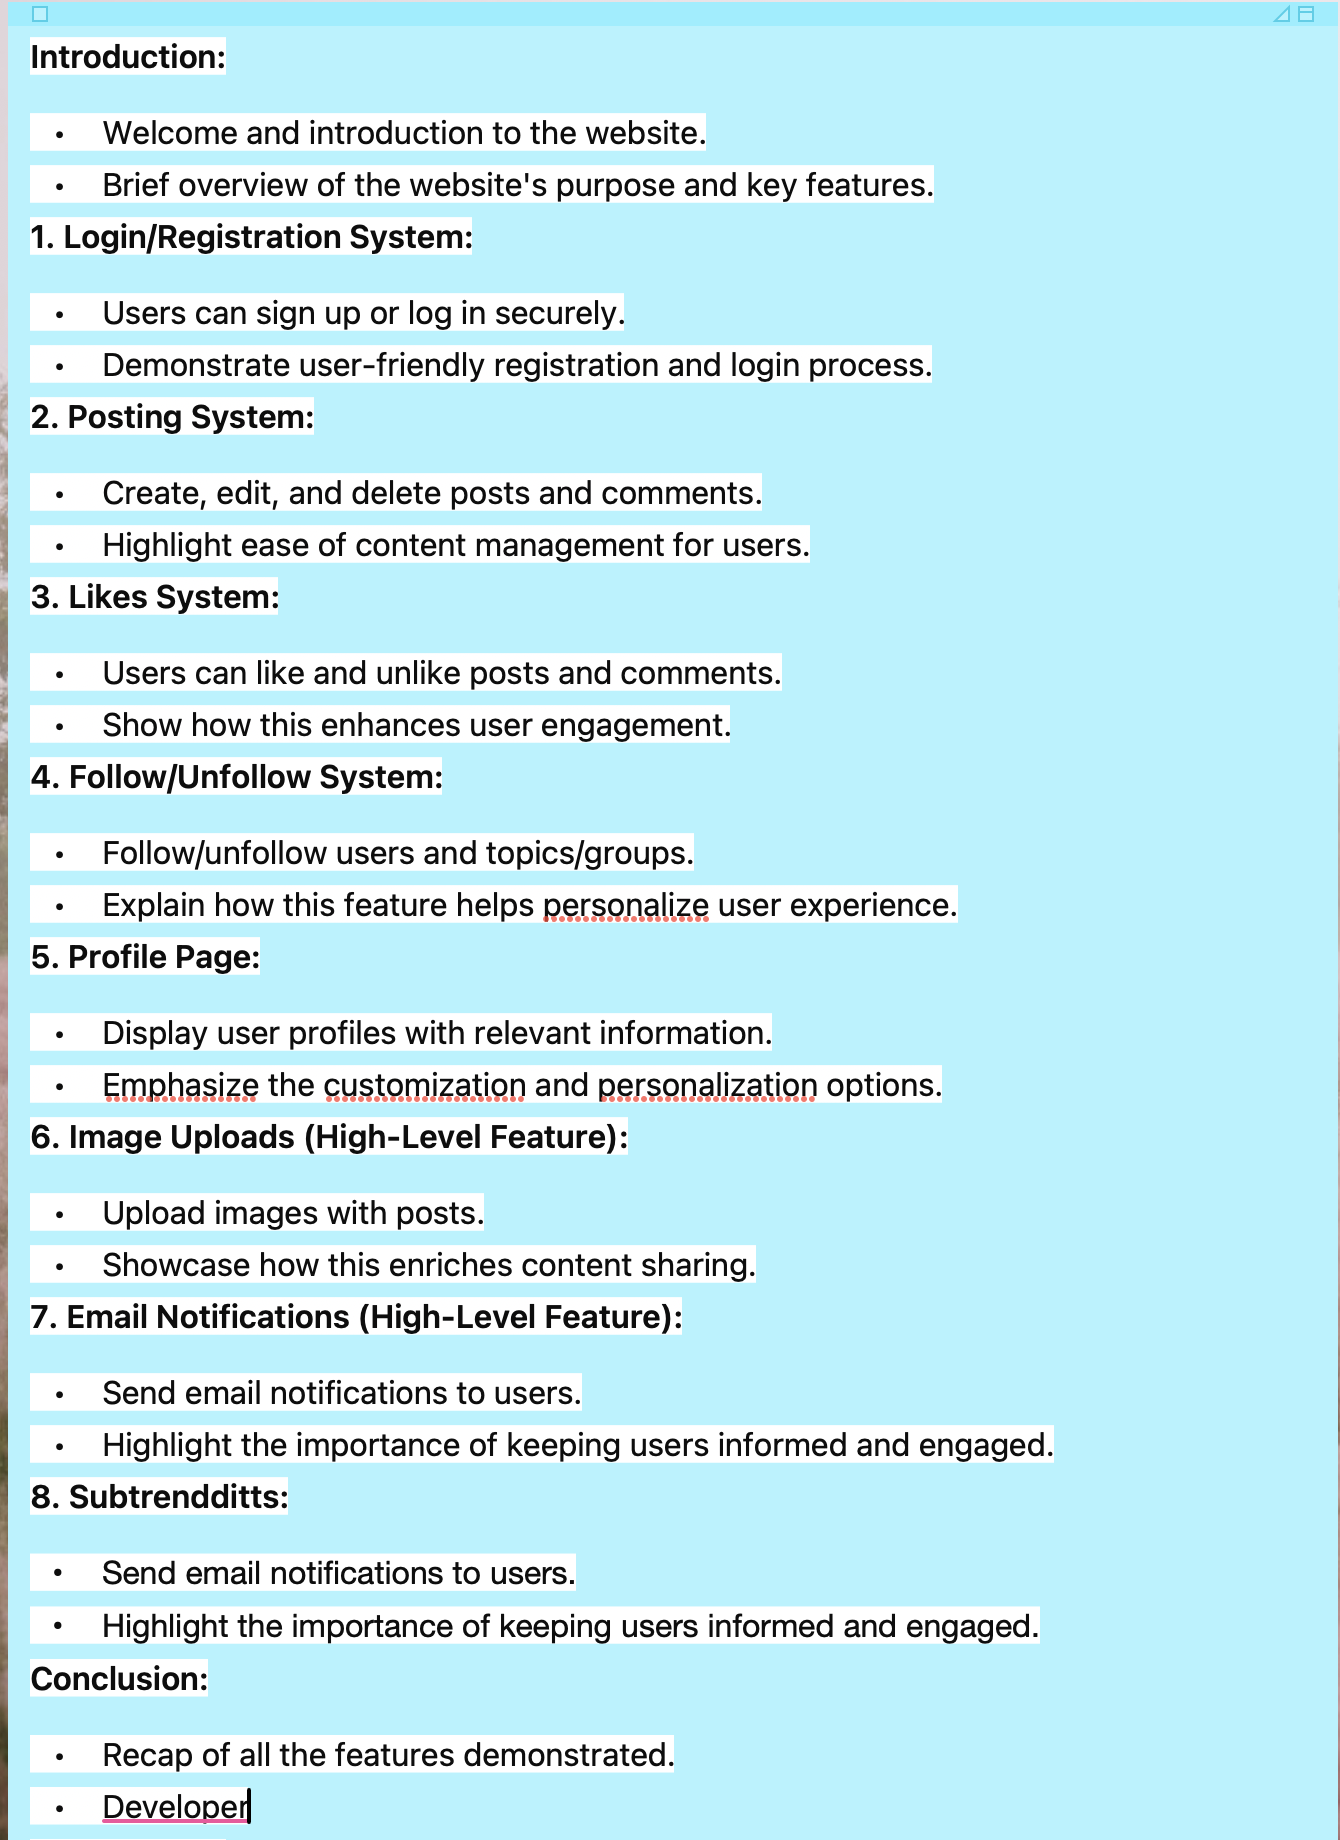 Introduction:
• Welcome and introduction to the website.
• Brief overview of the website's purpose and key features.
1. Login/Registration System:
• Users can sign up or log in securely.
• Demonstrate user-friendly registration and login process.
2. Posting System:
• Create, edit, and delete posts and comments.
• Highlight ease of content management for users.
3. Likes System:
• Users can like and unlike posts and comments.
• Show how this enhances user engagement.
4. Follow/Unfollow System:
• Follow/unfollow users and topics/groups.
• Explain how this feature helps personalize user experience.
5. Profile Page:
• Display user profiles with relevant information.
• Emphasize the customization and personalization options.
6. Image Uploads (High-Level Feature):
• Upload images with posts.
• Showcase how this enriches content sharing.
7. Email Notifications (High-Level Feature):
• Send email notifications to users.
• Highlight the importance of keeping users informed and engaged.
8. Subtrendditts:
• Send email notifications to users.
• Highlight the importance of keeping users informed and engaged.
Conclusion:
• Recap of all the features demonstrated.
• Developer